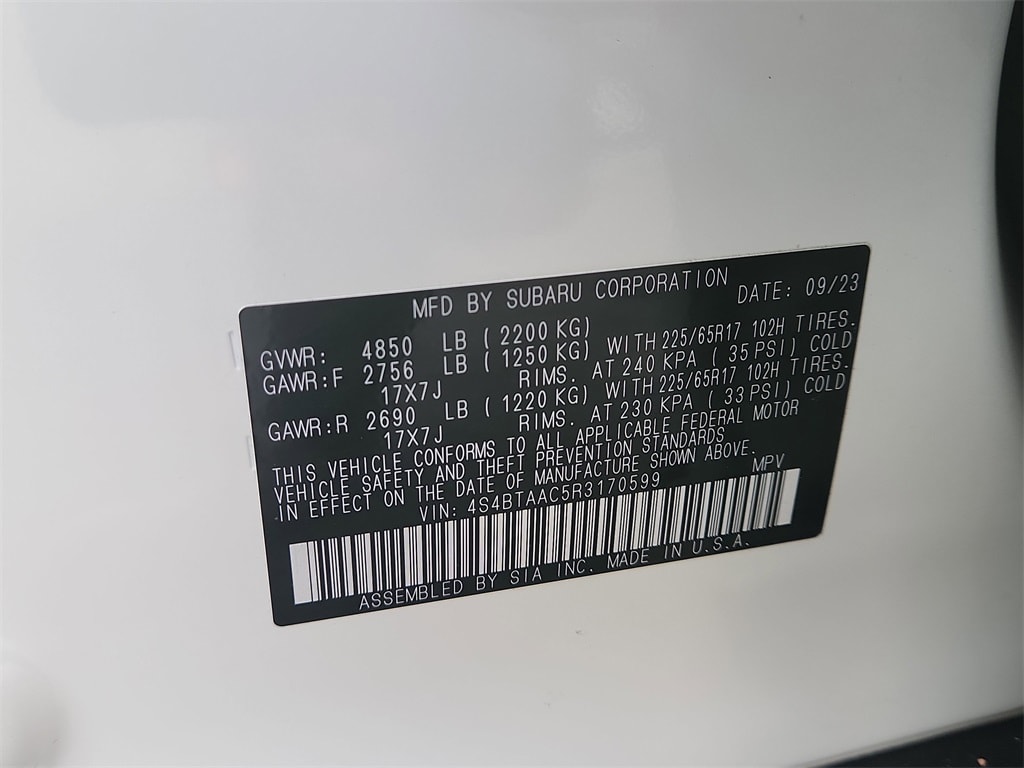 MFD BY SUBARU CORPORATION DATE: 09/23
GVWR: 4850 LB (2200 KG)
GAWR:F 2756 LB (1250 KG) WITH 225/65R17 102H TIRES.
17X7J RIMS. AT 240 KPA (35 PSI) COLD
GAWR:R 2690 LB (1220 KG) WITH 225/65R17 102H TIRES.
17X7J RIMS. AT 230 KPA (33 PSI) COLD
THIS VEHICLE CONFORMS TO ALL APPLICABLE FEDERAL MOTOR
VEHICLE SAFETY AND THEFT PREVENTION STANDARDS
IN EFFECT ON THE DATE OF MANUFACTURE SHOWN ABOVE.
VIN: 4S4BTAAC5R3170599 MPV
ASSEMBLED BY SIA INC. MADE IN U.S.A.